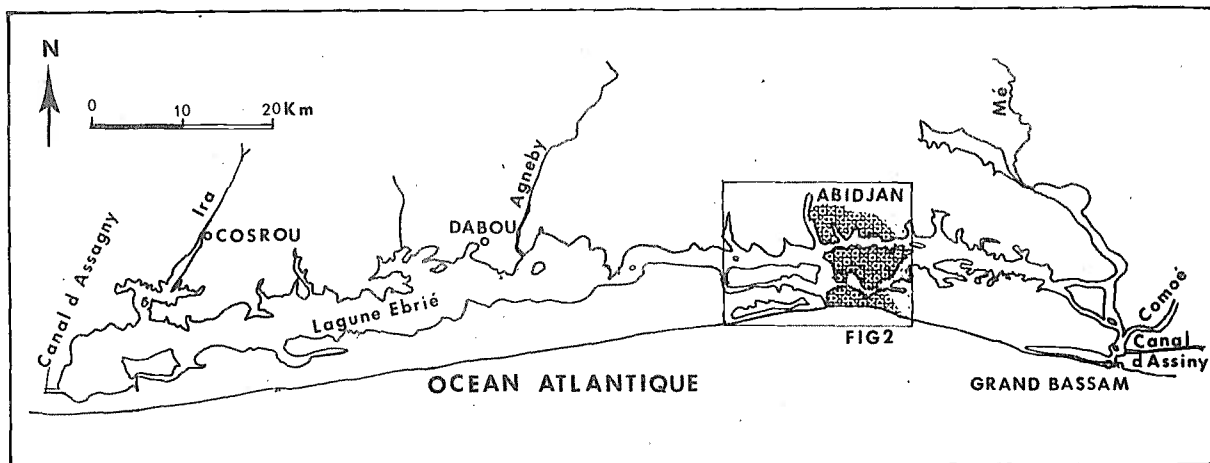 N
0 10 20Km
Mé
Agneby
ABIDJAN
Ira
DABOU
COSROU
Canal d Assagny
Lagune Ebrié
Comoé
FIG2
Canal
d'Assiny
OCEAN ATLANTIQUE
GRAND BASSAM